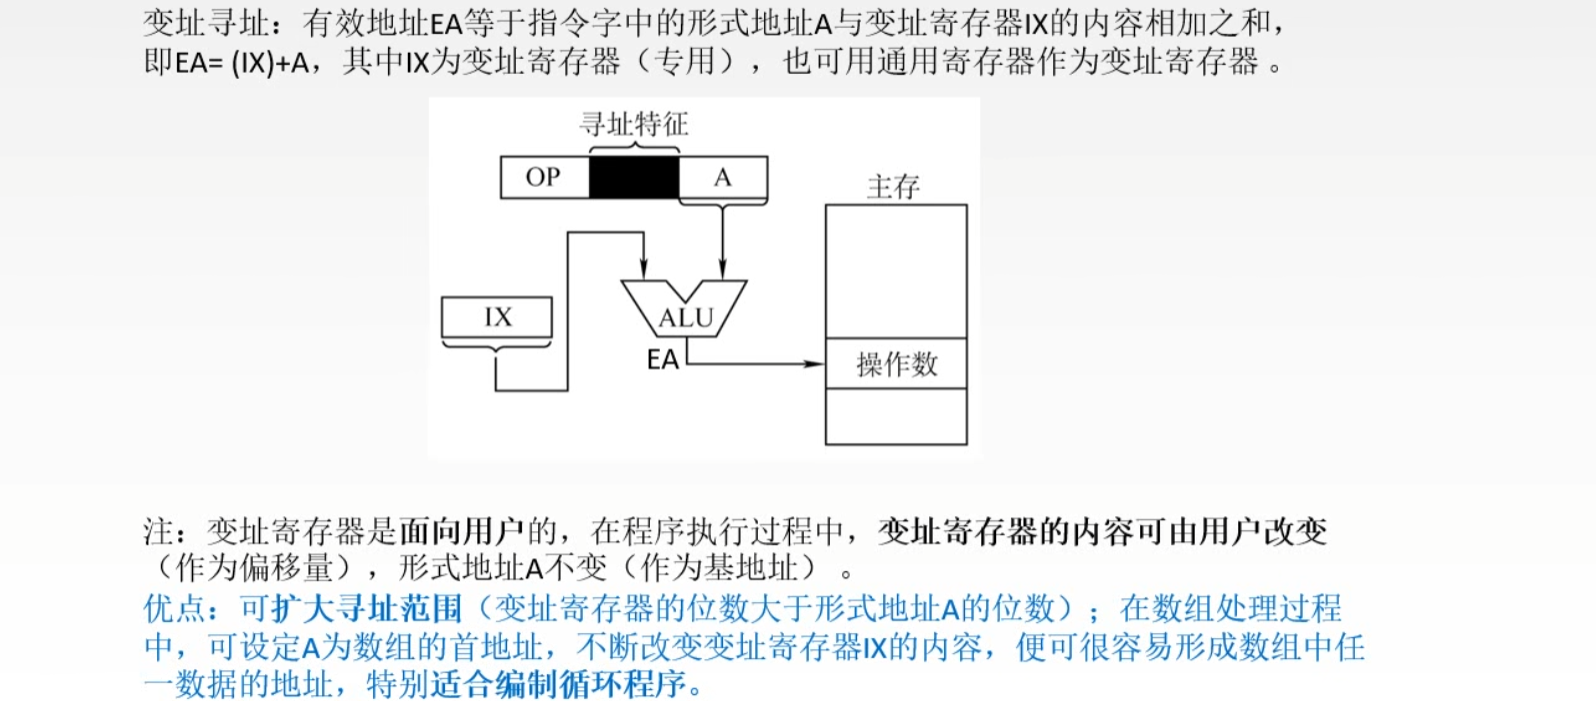 变址寻址：有效地址EA等于指令字中的形式地址A与变址寄存器IX的内容相加之和，
即EA= (IX)+A，其中IX为变址寄存器（专用），也可用通用寄存器作为变址寄存器 。
寻址特征
OP
A
主存
IX
ALU
EA
操作数
注：变址寄存器是面向用户的，在程序执行过程中，变址寄存器的内容可由用户改变
（作为偏移量），形式地址A不变（作为基地址） 。
优点：可扩大寻址范围（变址寄存器的位数大于形式地址A的位数）；在数组处理过程
中，可设定A为数组的首地址，不断改变变址寄存器IX的内容，便可很容易形成数组中任
一数据的地址，特别适合编制循环程序。